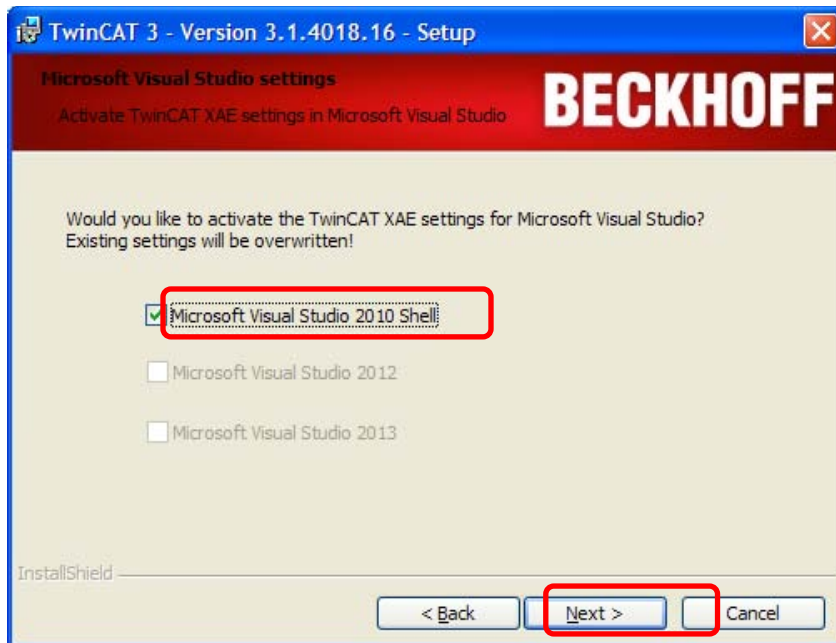 TwinCAT 3 - Version 3.1.4018.16 - Setup
Microsoft Visual Studio settings
Activate TwinCAT XAE settings in Microsoft Visual Studio
BECKHOFF
Would you like to activate the TwinCAT XAE settings for Microsoft Visual Studio?
Existing settings will be overwritten!
Microsoft Visual Studio 2010 Shell
Microsoft Visual Studio 2012
Microsoft Visual Studio 2013
InstallShield
< Back
Next >
Cancel